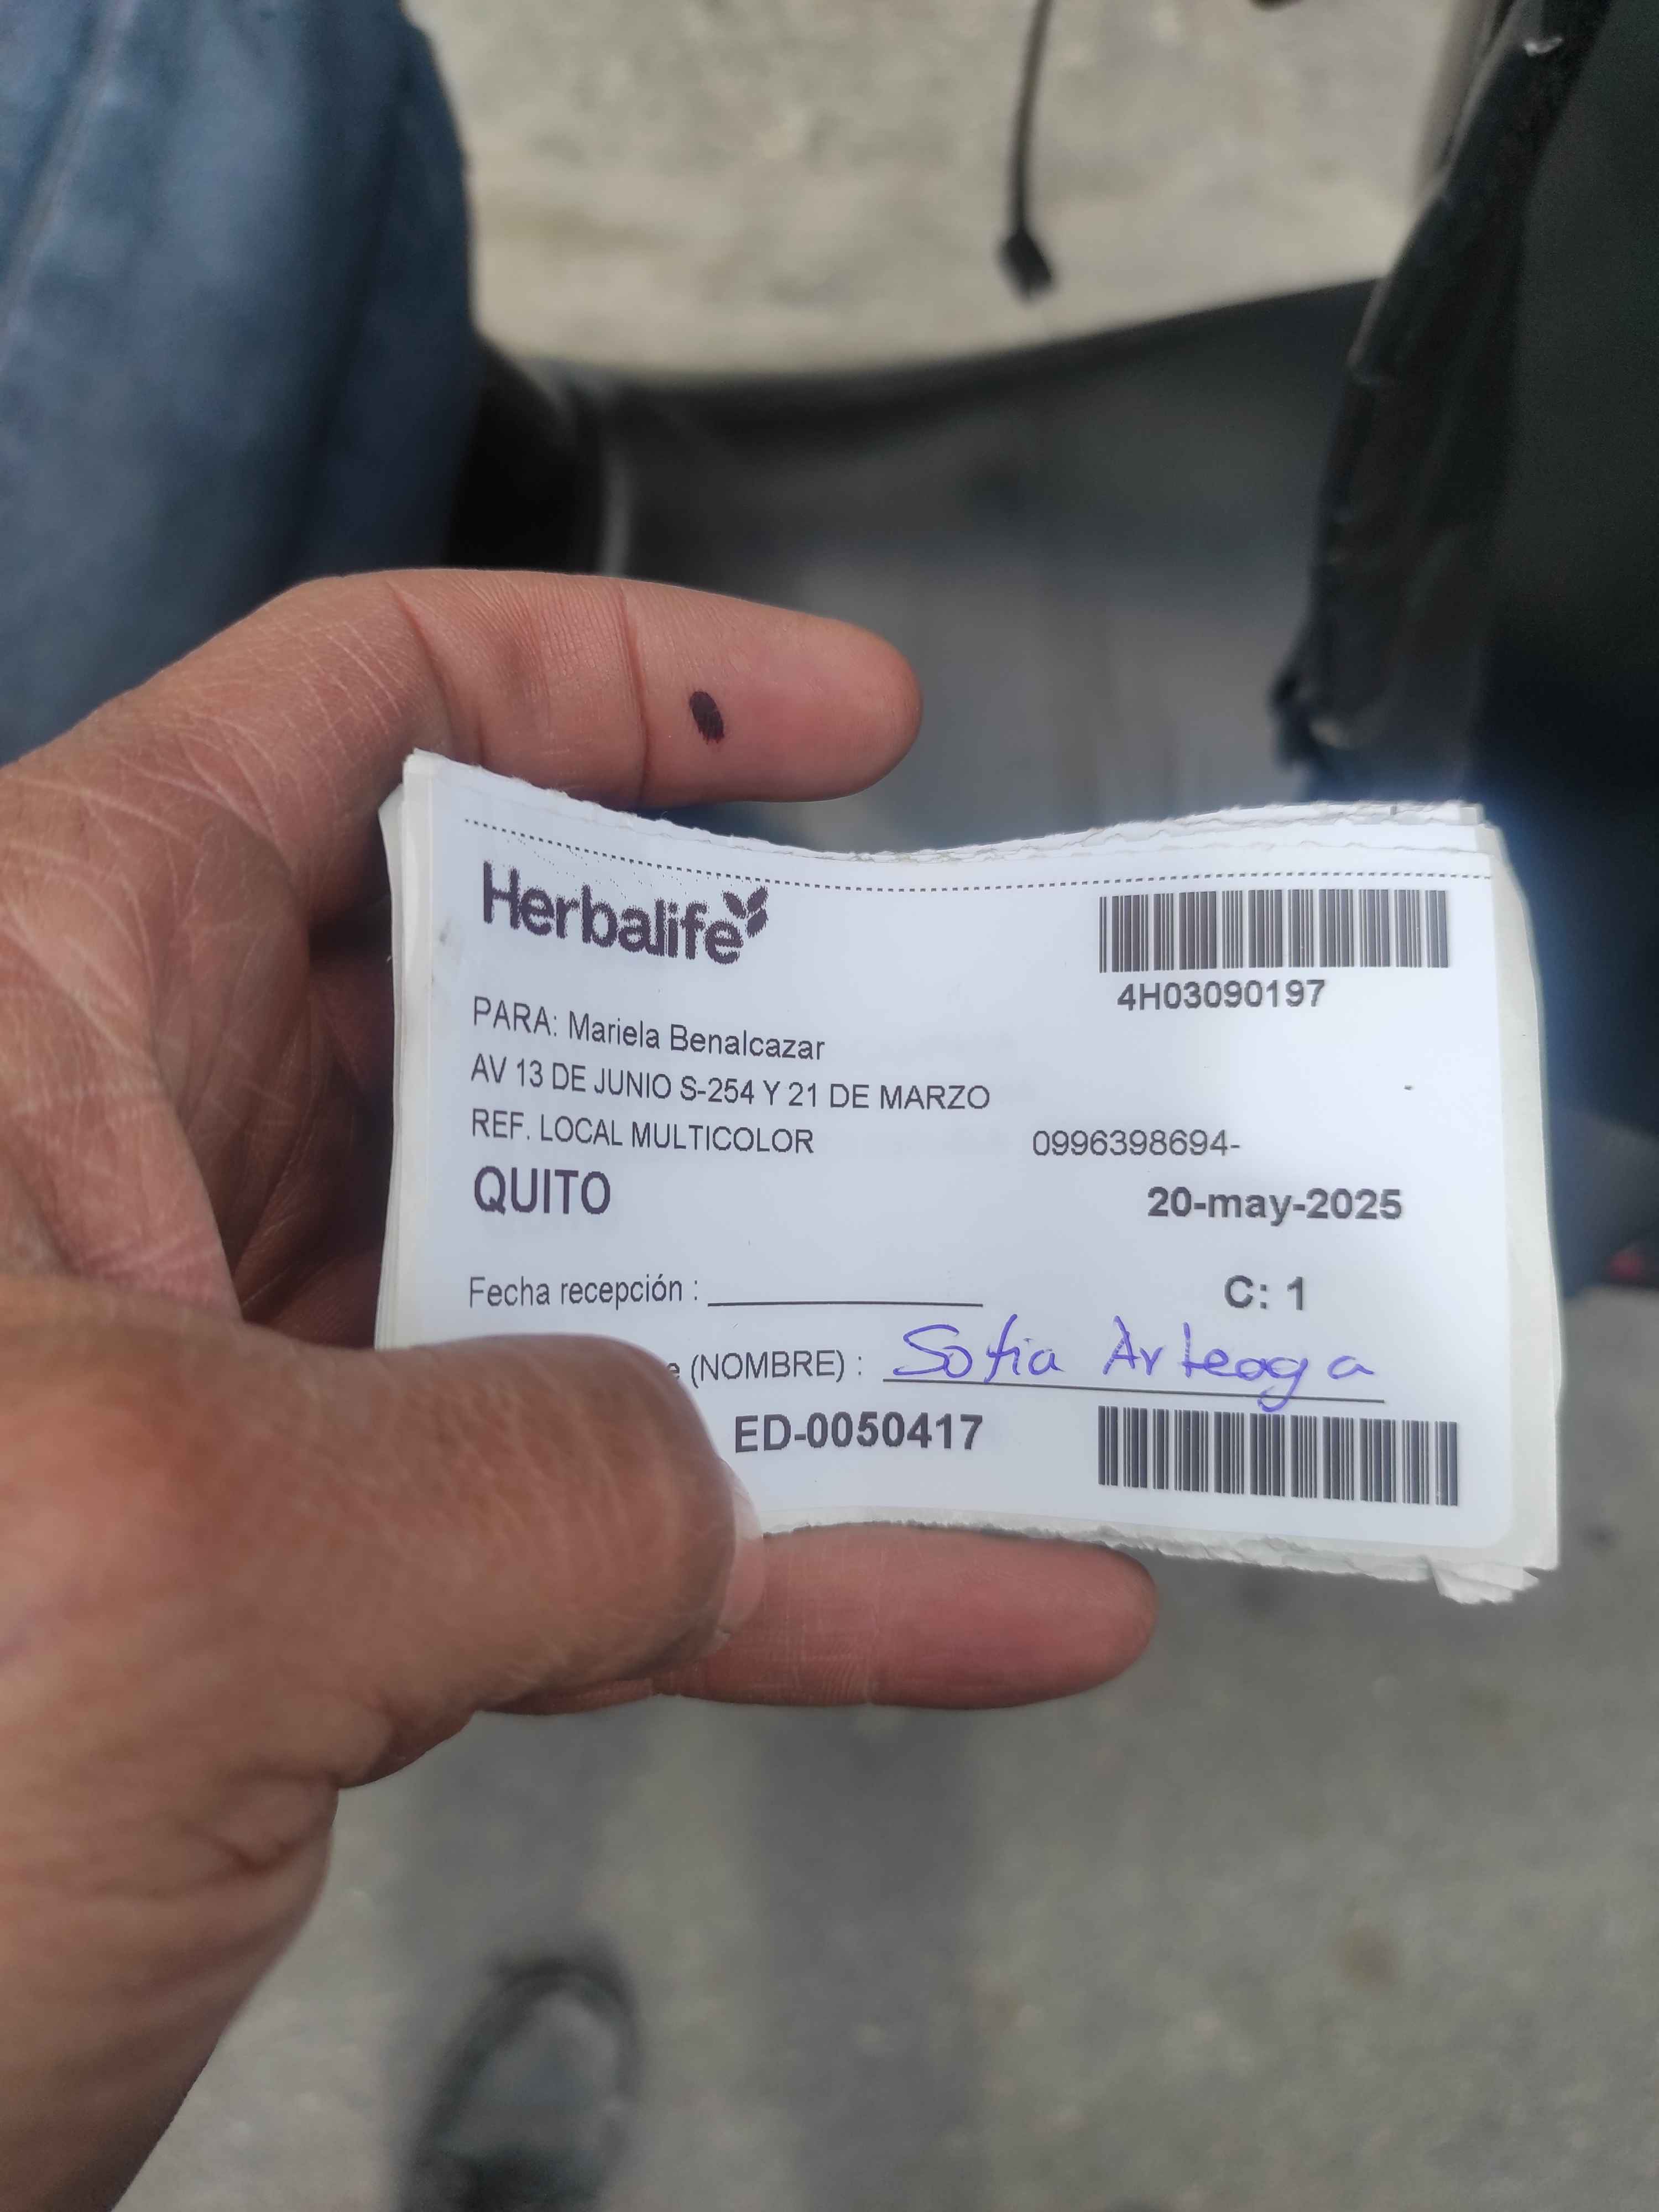 Herbalife
4H03090197
PARA: Mariela Benalcazar
AV 13 DE JUNIO S-254 Y 21 DE MARZO
REF. LOCAL MULTICOLOR 0996398694-
QUITO 20-may-2025
Fecha recepción : C: 1
(NOMBRE) : Sofia Arteaga
ED-0050417